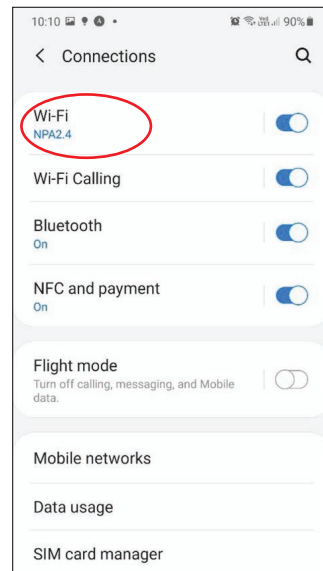 10:10 90%
Connections
Wi-Fi
NPA2.4
Wi-Fi Calling
Bluetooth
On
NFC and payment
On
Flight mode
Turn off calling, messaging, and Mobile
data.
Mobile networks
Data usage
SIM card manager